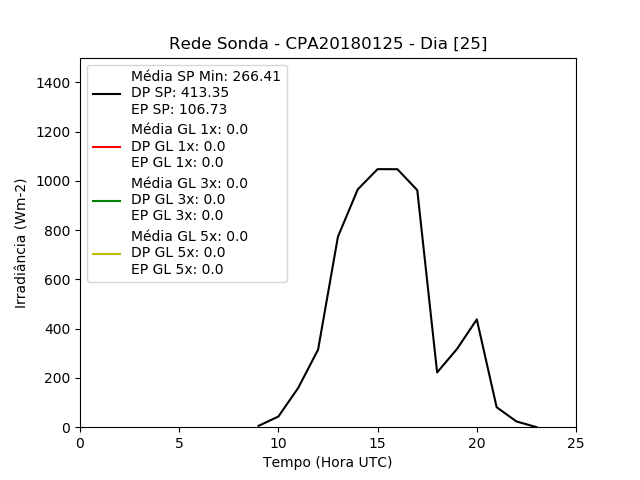 Rede Sonda - CPA20180125 - Dia [25]
Irradiância (Wm-2)
1400
1200
1000
800
600
400
200
0
Média SP Min: 266.41
DP SP: 413.35
EP SP: 106.73
Média GL 1x: 0.0
DP GL 1x: 0.0
EP GL 1x: 0.0
Média GL 3x: 0.0
DP GL 3x: 0.0
EP GL 3x: 0.0
Média GL 5x: 0.0
DP GL 5x: 0.0
EP GL 5x: 0.0
0 5 10 15 20 25
Tempo (Hora UTC)